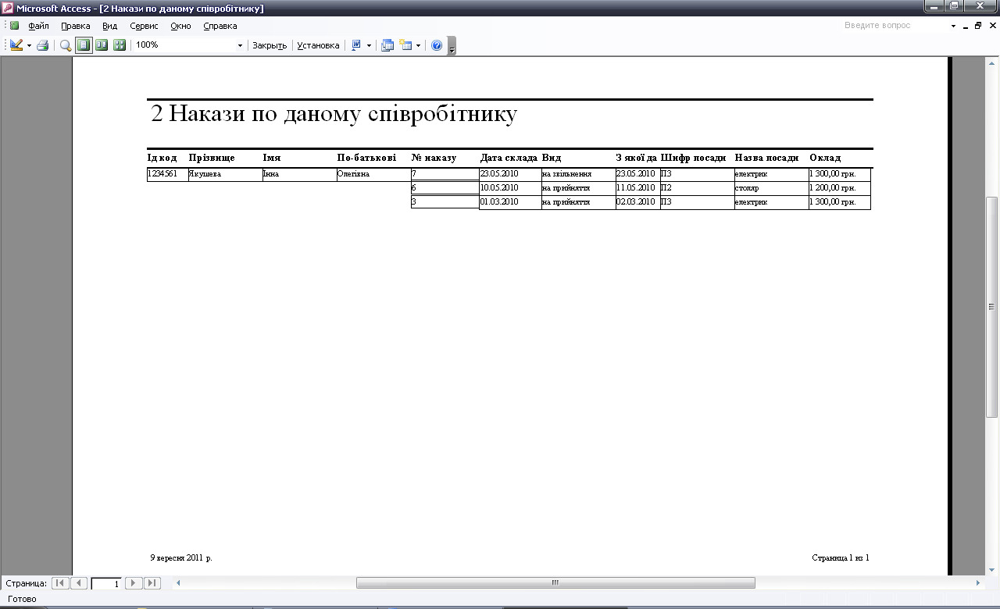 Microsoft Access - [2 Накази по даному співробітнику]
Файл Правка Вид Сервис Окно Справка Введите вопрос
100% Закрыть Установка
2 Накази по даному співробітнику
Ід код Прізвище Імя По-батькові № наказу Дата склада Вид З якої да Шифр посади Назва посади Оклад
1234561 Якушева Інна Олегівна 7 23.05.2010 на звільнення 23.05.2010 П3 електрик 1 300,00 грн.
6 10.05.2010 на прийняття 11.05.2010 П2 столяр 1 200,00 грн.
3 01.03.2010 на прийняття 02.03.2010 П3 електрик 1 300,00 грн.
9 вересня 2011 р. Страница 1 из 1
Страница: 1
Готово